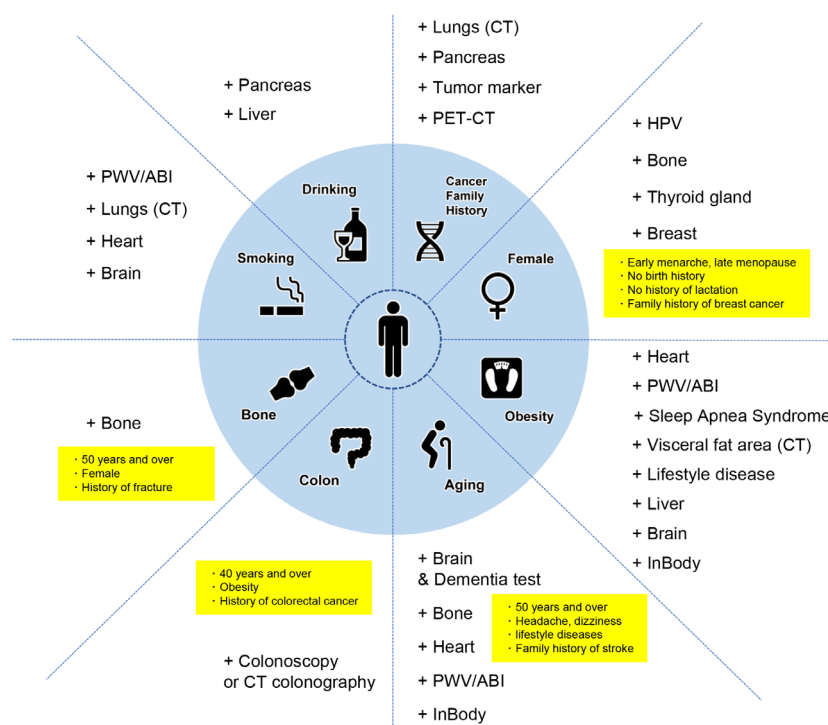 + Lungs (CT)
+ Pancreas
+ Tumor marker
+ PET-CT
+ Pancreas
+ Liver
+ HPV
+ Bone
+ Thyroid gland
+ Breast
・Early menarche, late menopause
・No birth history
・No history of lactation
・Family history of breast cancer
+ PWV/ABI
+ Lungs (CT)
+ Heart
+ Brain
Drinking
Cancer
Family
History
Smoking
Female
Bone
Obesity
Colon
Aging
+ Heart
+ PWV/ABI
+ Sleep Apnea Syndrome
+ Visceral fat area (CT)
+ Lifestyle disease
+ Liver
+ Brain
+ InBody
+ Bone
・50 years and over
・Female
・History of fracture
・40 years and over
・Obesity
・History of colorectal cancer
+ Colonoscopy
or CT colonography
+ Brain
& Dementia test
+ Bone
+ Heart
+ PWV/ABI
+ InBody
・50 years and over
・Headache, dizziness
・lifestyle diseases
・Family history of stroke